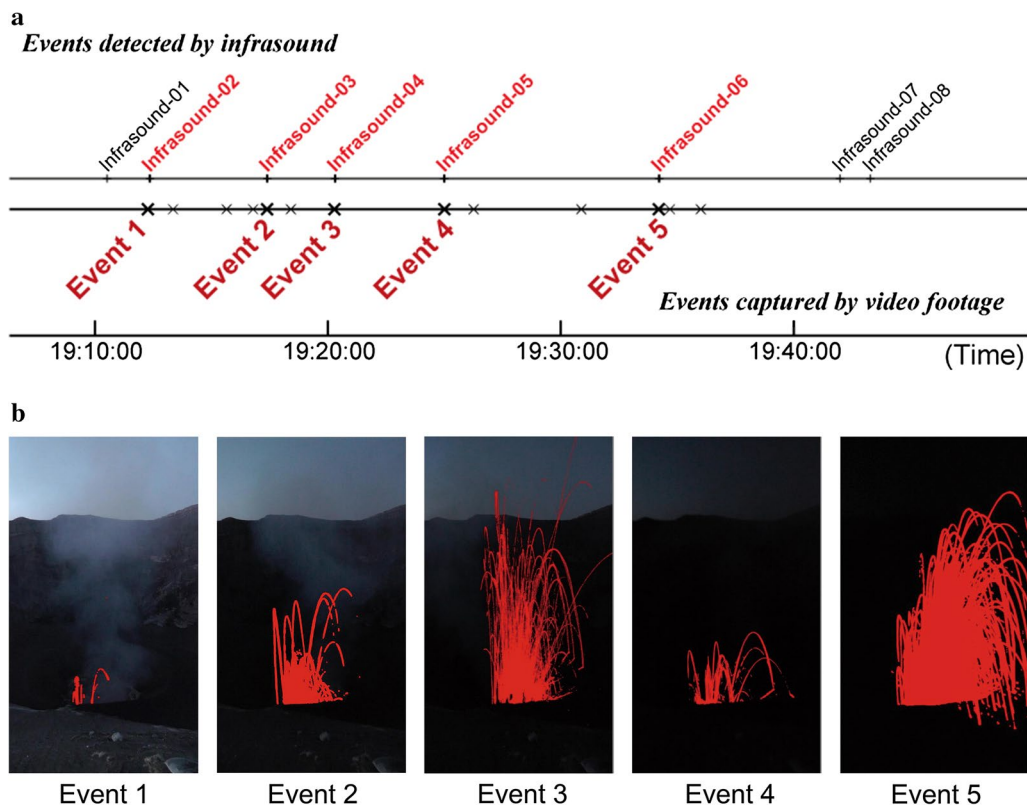 a
Events detected by infrasound
Infrasound-01
Infrasound-02
Infrasound-03
Infrasound-04
Infrasound-05
Infrasound-06
Infrasound-07
Infrasound-08
Event 1
Event 2
Event 3
Event 4
Event 5
Events captured by video footage
19:10:00 19:20:00 19:30:00 19:40:00 (Time)
b
Event 1 Event 2 Event 3 Event 4 Event 5